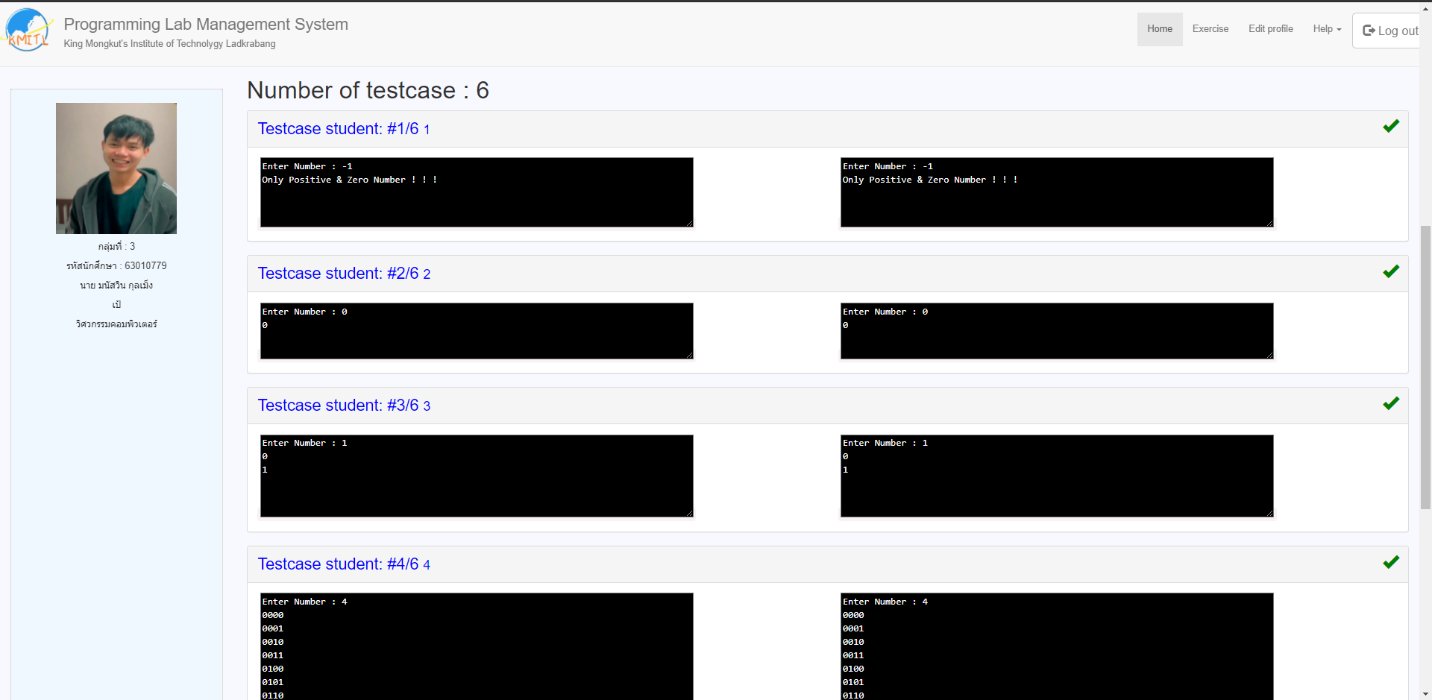 KMITL
Programming Lab Management System
King Mongkut's Institute of Technolygy Ladkrabang
Home
Exercise
Edit profile
Help
Log out
กลุ่มที่ : 3
รหัสนักศึกษา : 63010779
นาย มนัสวิน กุลเม็ง
เป้
วิศวกรรมคอมพิวเตอร์
Number of testcase : 6
Testcase student: #1/6 1
Enter Number : -1
Only Positive & Zero Number ! ! !
Enter Number : -1
Only Positive & Zero Number ! ! !
Testcase student: #2/6 2
Enter Number : 0
0
Enter Number : 0
0
Testcase student: #3/6 3
Enter Number : 1
0
1
Enter Number : 1
0
1
Testcase student: #4/6 4
Enter Number : 4
0000
0001
0010
0011
0100
0101
0110
Enter Number : 4
0000
0001
0010
0011
0100
0101
0110